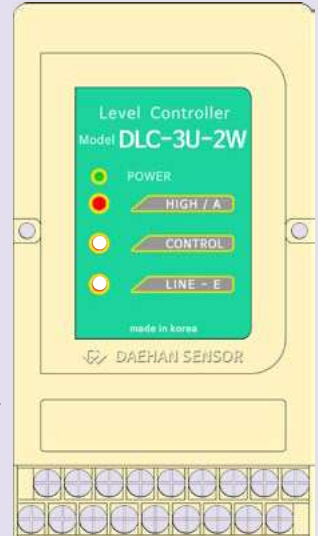 Level Controller
Model DLC-3U-2W
POWER
HIGH / A
CONTROL
LINE - E
made in korea
DAEHAN SENSOR